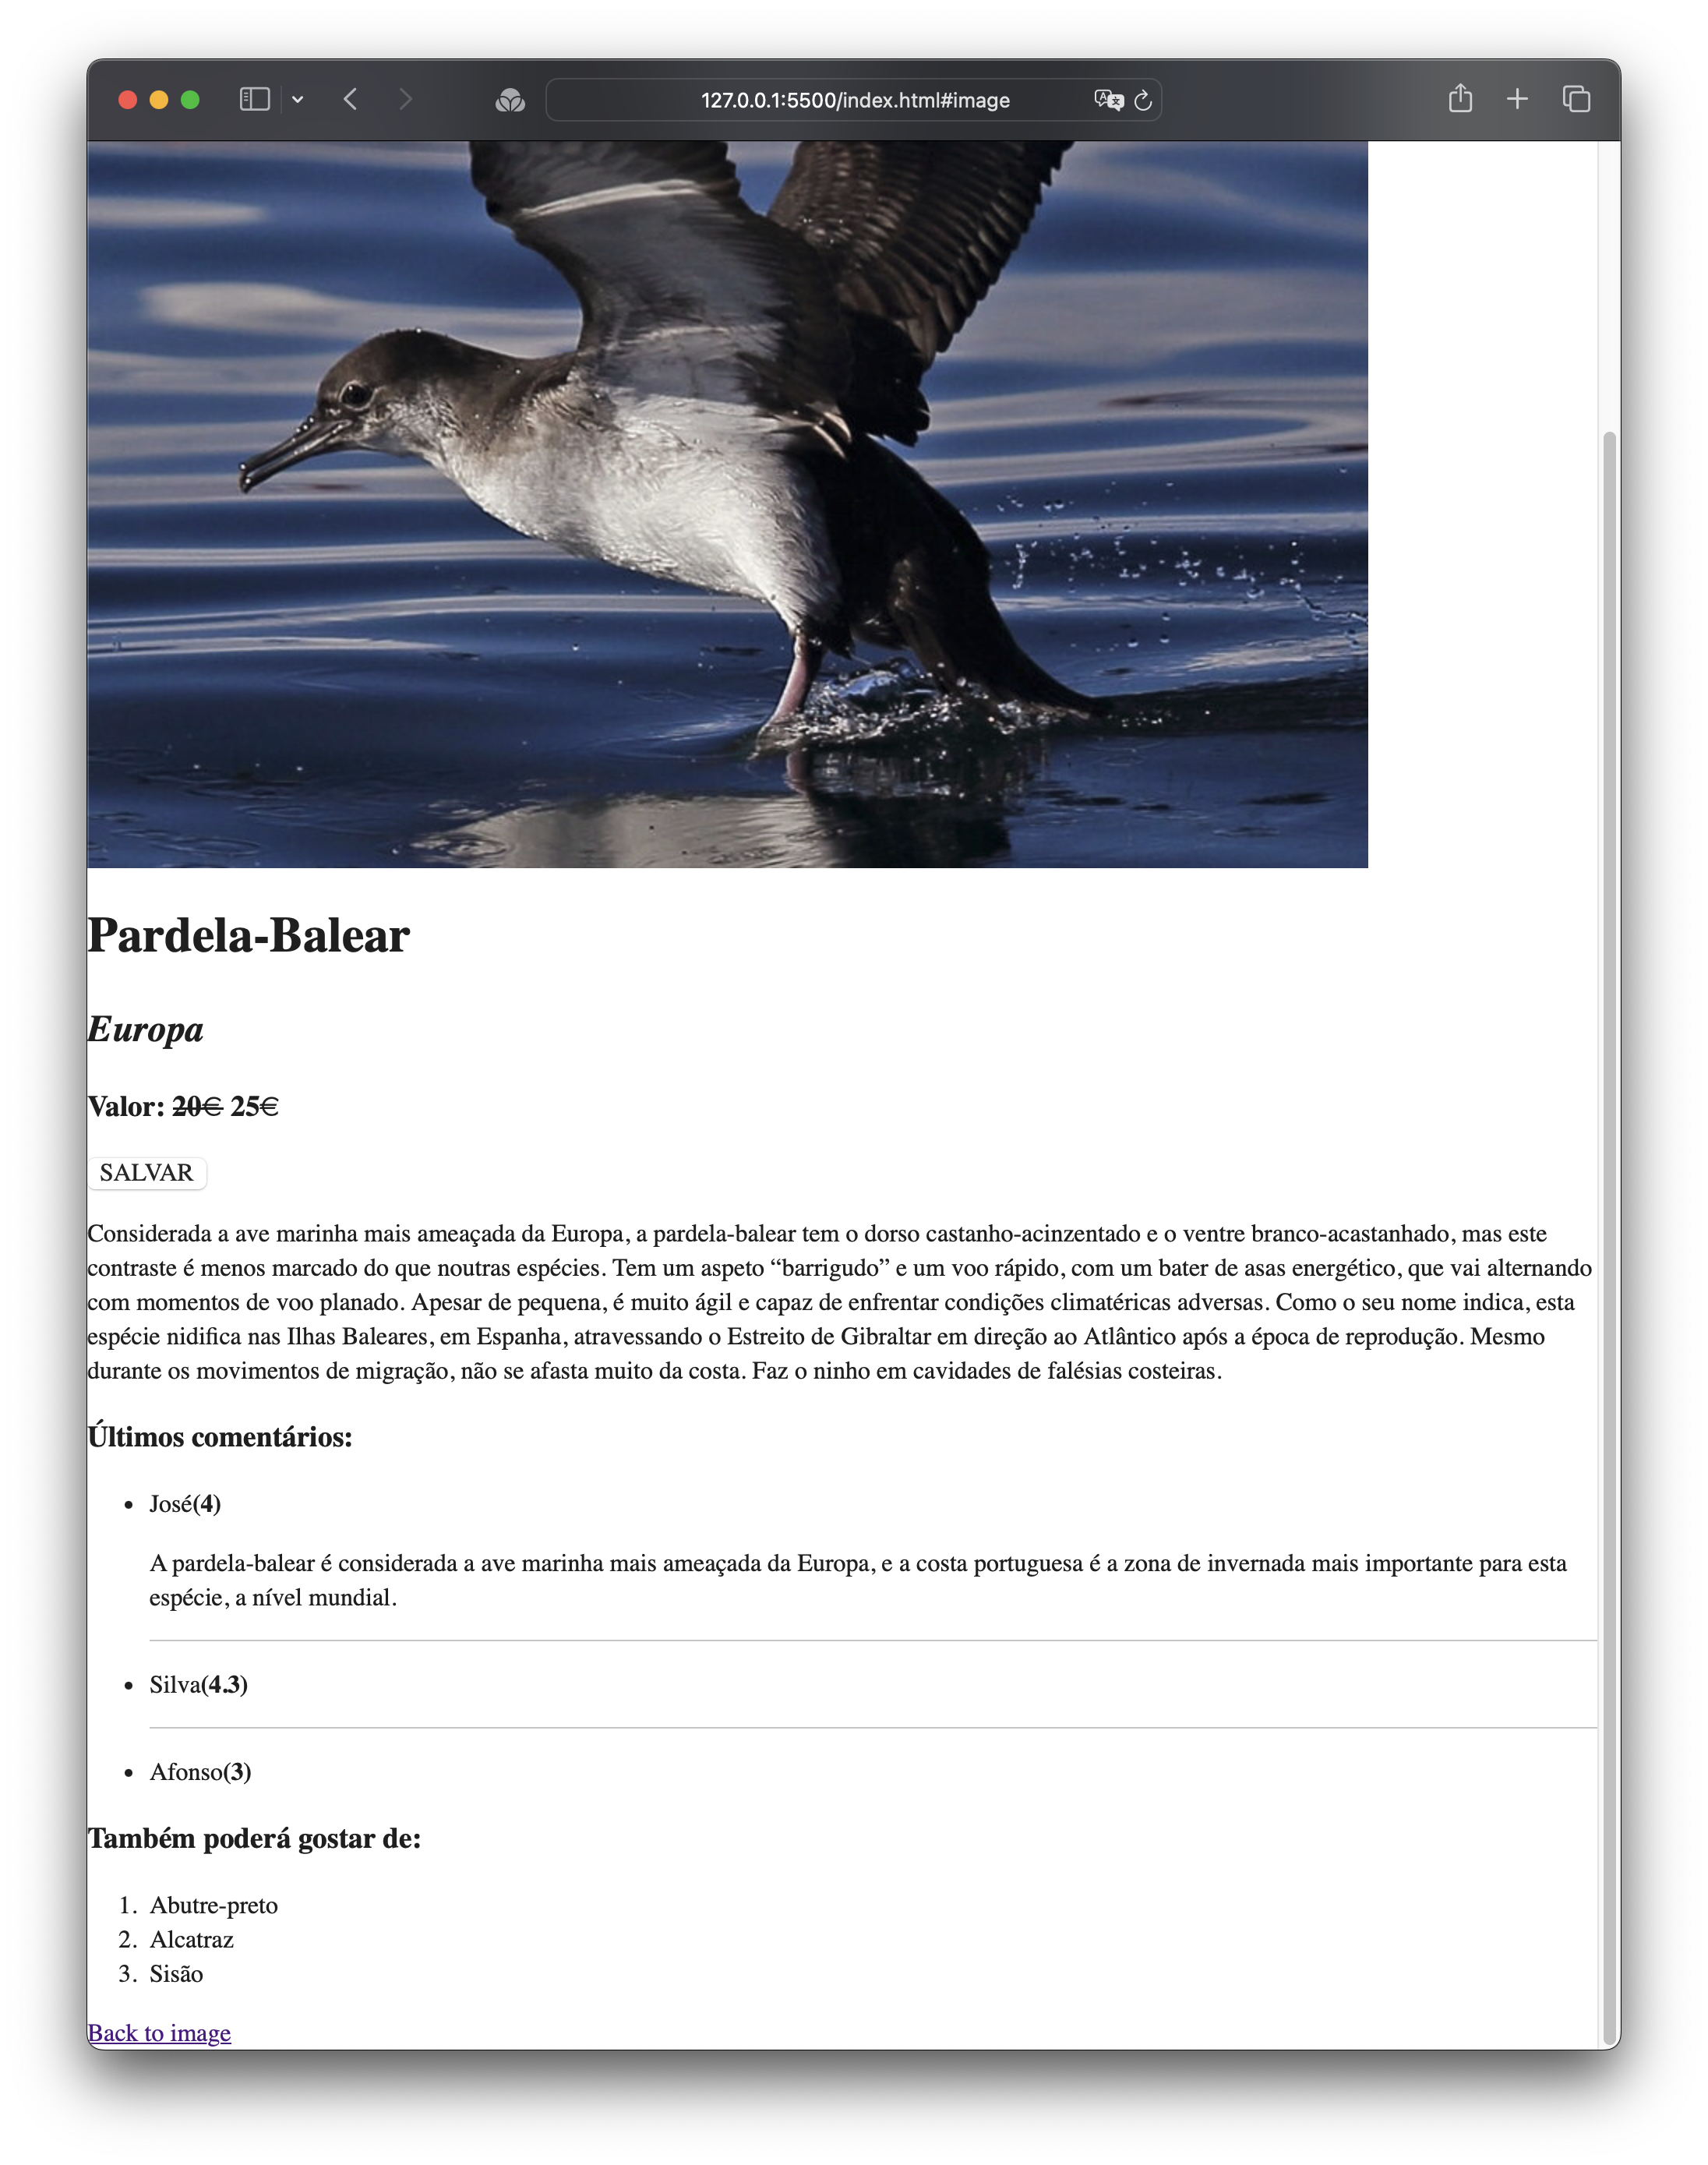 127.0.0.1:5500/index.html#image
Pardela-Balear
Europa
Valor: 20€ 25€
SALVAR
Considerada a ave marinha mais ameaçada da Europa, a pardela-balear tem o dorso castanho-acinzentado e o ventre branco-acastanhado, mas este
contraste é menos marcado do que noutras espécies. Tem um aspeto “barrigudo” e um voo rápido, com um bater de asas energético, que vai alternando
com momentos de voo planado. Apesar de pequena, é muito ágil e capaz de enfrentar condições climatéricas adversas. Como o seu nome indica, esta
espécie nidifica nas Ilhas Baleares, em Espanha, atravessando o Estreito de Gibraltar em direção ao Atlântico após a época de reprodução. Mesmo
durante os movimentos de migração, não se afasta muito da costa. Faz o ninho em cavidades de falésias costeiras.
Últimos comentários:
• José(4)
A pardela-balear é considerada a ave marinha mais ameaçada da Europa, e a costa portuguesa é a zona de invernada mais importante para esta
espécie, a nível mundial.
• Silva(4.3)
• Afonso(3)
Também poderá gostar de:
1. Abutre-preto
2. Alcatraz
3. Sisão
Back to image